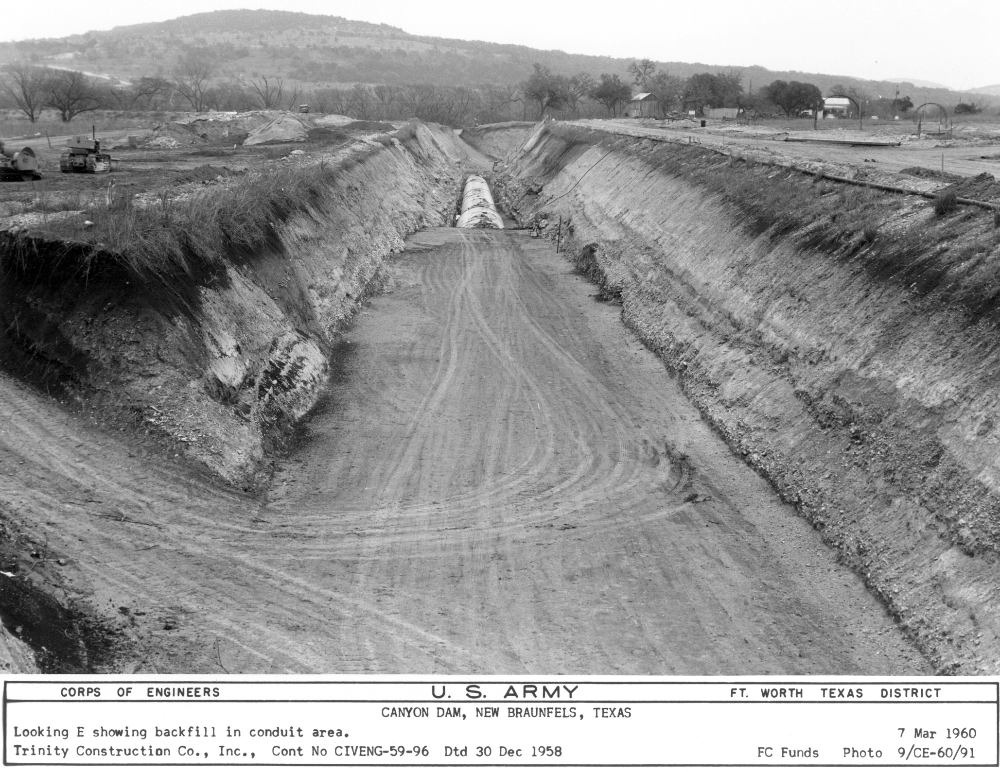 407
CORPS OF ENGINEERS U. S. ARMY FT. WORTH TEXAS DISTRICT
CANYON DAM, NEW BRAUNFELS, TEXAS
Looking E showing backfill in conduit area. 7 Mar 1960
Trinity Construction Co., Inc., Cont No CIVENG-59-96 Dtd 30 Dec 1958 FC Funds Photo 9/CE-60/91